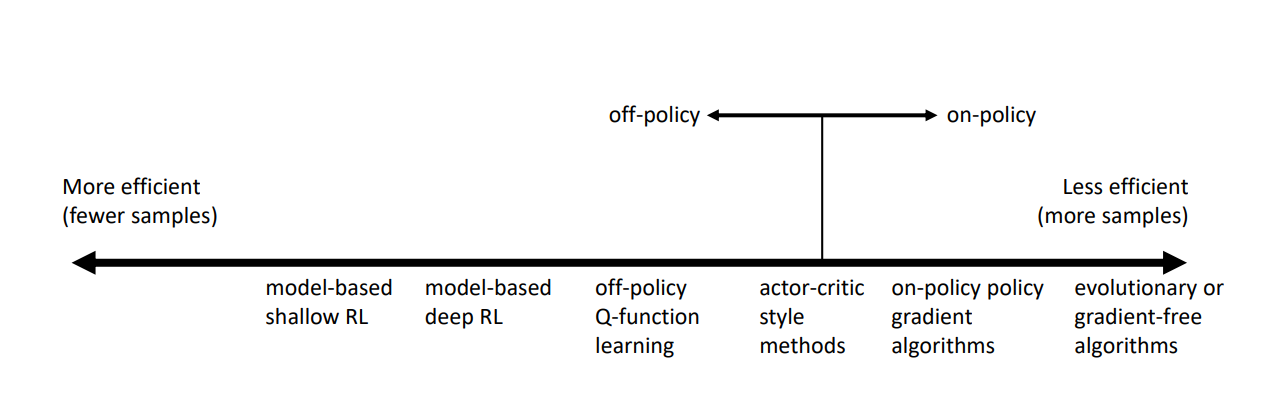 off-policy
on-policy
More efficient
(fewer samples)
Less efficient
(more samples)
model-based
shallow RL
model-based
deep RL
off-policy
Q-function
learning
actor-critic
style
methods
on-policy policy
gradient
algorithms
evolutionary or
gradient-free
algorithms